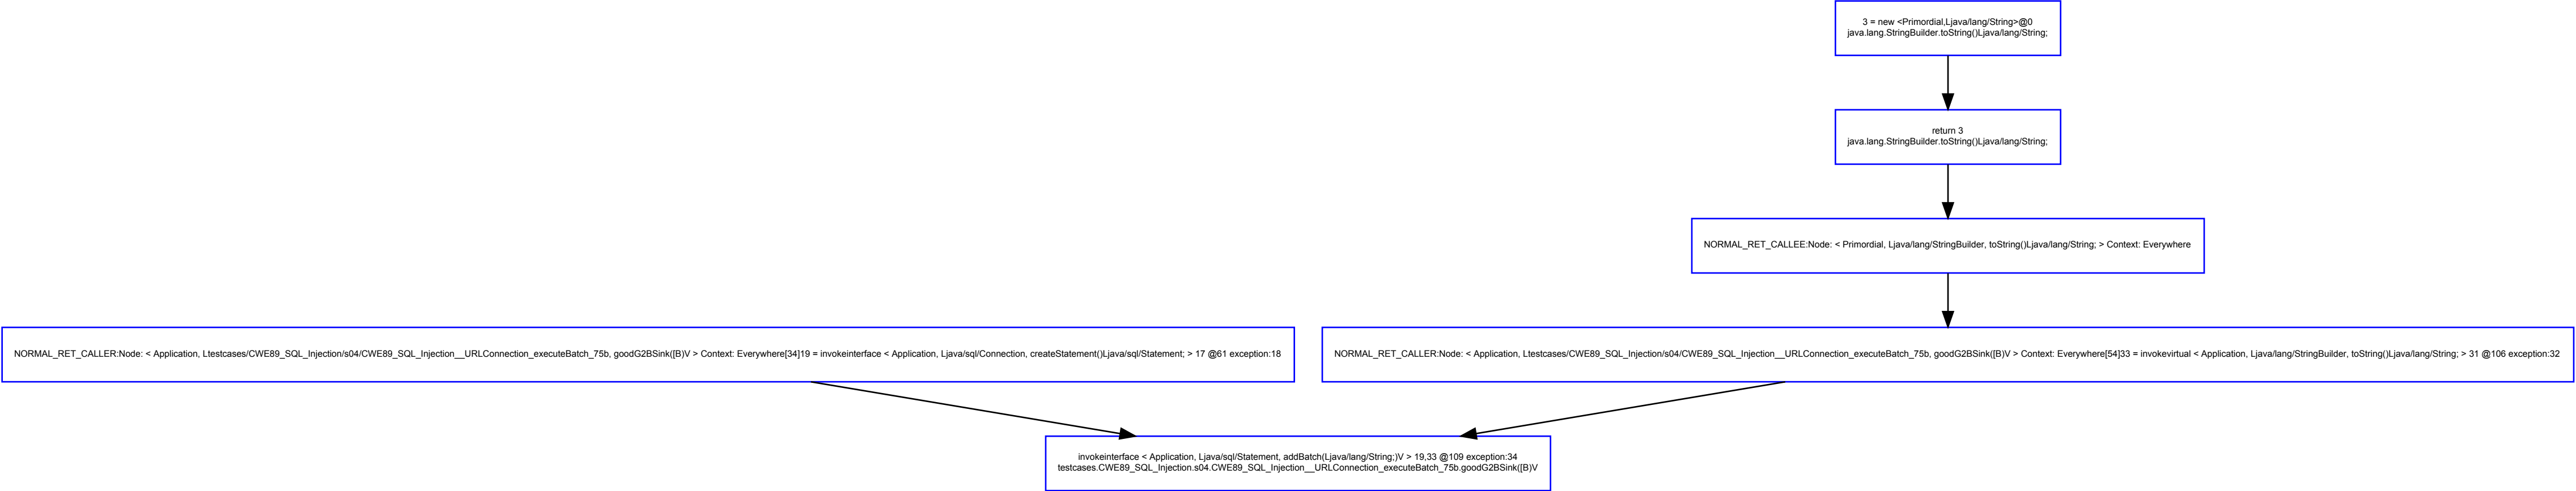 3 = new <Primordial,Ljava/lang/String>@0
java.lang.StringBuilder.toString()Ljava/lang/String;
return 3
java.lang.StringBuilder.toString()Ljava/lang/String;
NORMAL_RET_CALLEE:Node: < Primordial, Ljava/lang/StringBuilder, toString()Ljava/lang/String; > Context: Everywhere
NORMAL_RET_CALLER:Node: < Application, Ltestcases/CWE89_SQL_Injection/s04/CWE89_SQL_Injection__URLConnection_executeBatch_75b, goodG2BSink([B)V > Context: Everywhere[34]19 = invokeinterface < Application, Ljava/sql/Connection, createStatement()Ljava/sql/Statement; > 17 @61 exception:18
NORMAL_RET_CALLER:Node: < Application, Ltestcases/CWE89_SQL_Injection/s04/CWE89_SQL_Injection__URLConnection_executeBatch_75b, goodG2BSink([B)V > Context: Everywhere[54]33 = invokevirtual < Application, Ljava/lang/StringBuilder, toString()Ljava/lang/String; > 31 @106 exception:32
invokeinterface < Application, Ljava/sql/Statement, addBatch(Ljava/lang/String;)V > 19,33 @109 exception:34
testcases.CWE89_SQL_Injection.s04.CWE89_SQL_Injection__URLConnection_executeBatch_75b.goodG2BSink([B)V